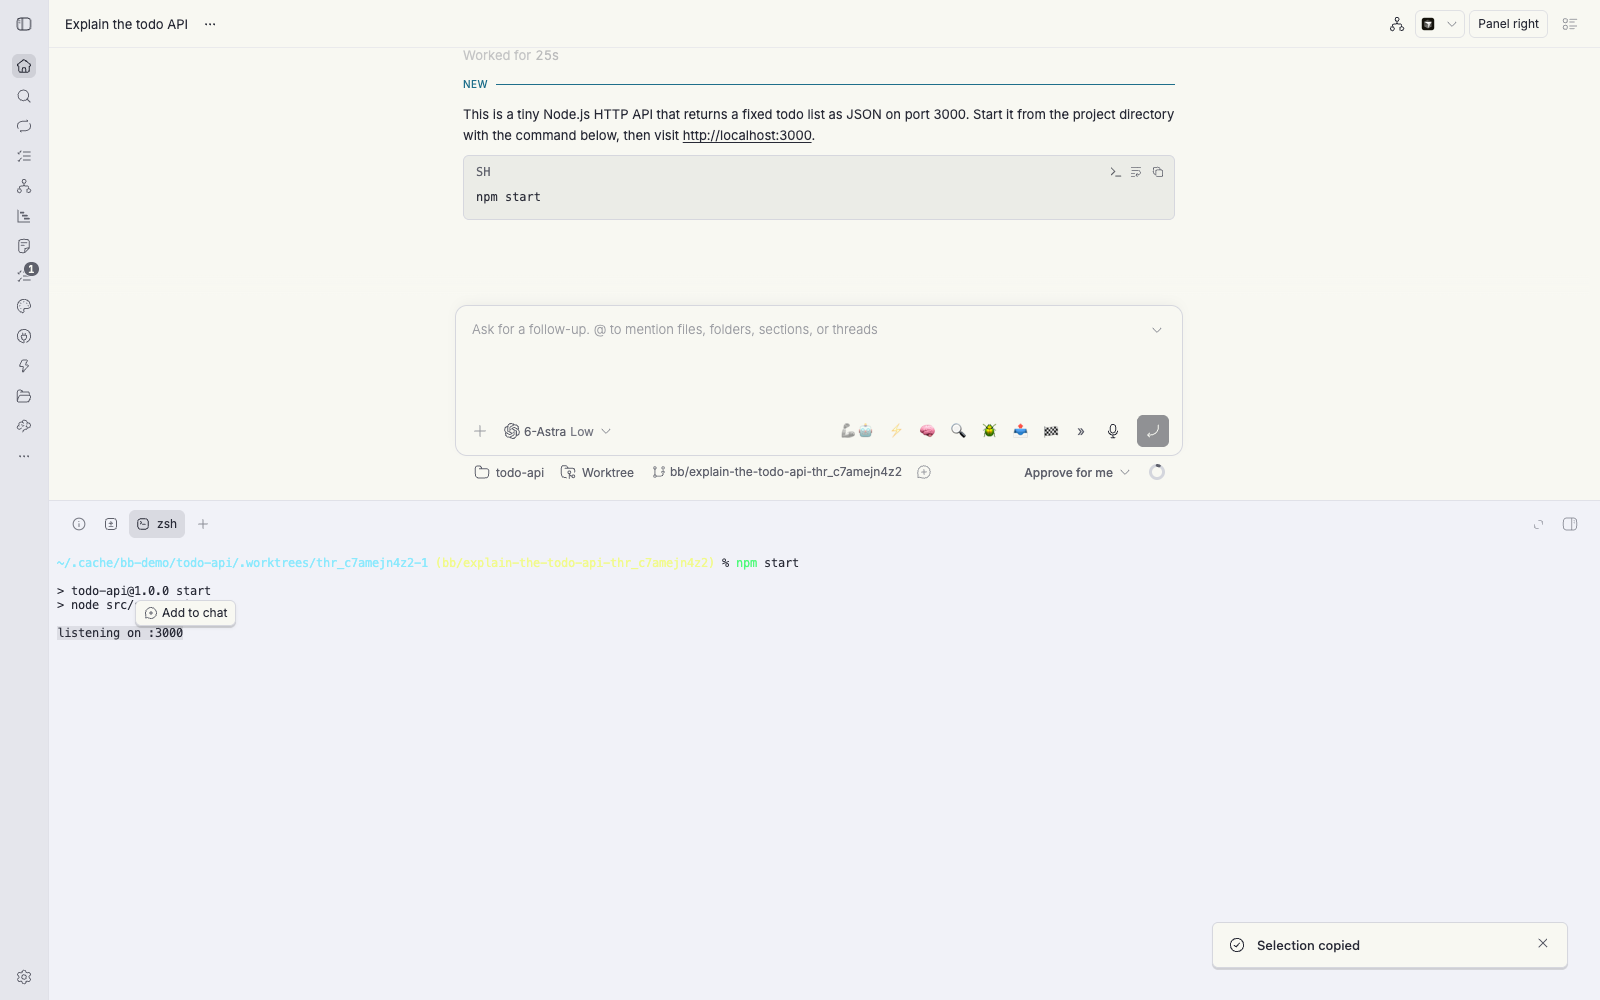 Explain the todo API
Panel right
Worked for 25s
NEW
This is a tiny Node.js HTTP API that returns a fixed todo list as JSON on port 3000. Start it from the project directory
with the command below, then visit http://localhost:3000.
SH
npm start
1
Ask for a follow-up. @ to mention files, folders, sections, or threads
6-Astra Low
todo-api
Worktree
bb/explain-the-todo-api-thr_c7amejn4z2
Approve for me
zsh
~/.cache/bb-demo/todo-api/.worktrees/thr_c7amejn4z2-1 (bb/explain-the-todo-api-thr_c7amejn4z2) % npm start
> todo-api@1.0.0 start
> node src/
Add to chat
listening on :3000
Selection copied